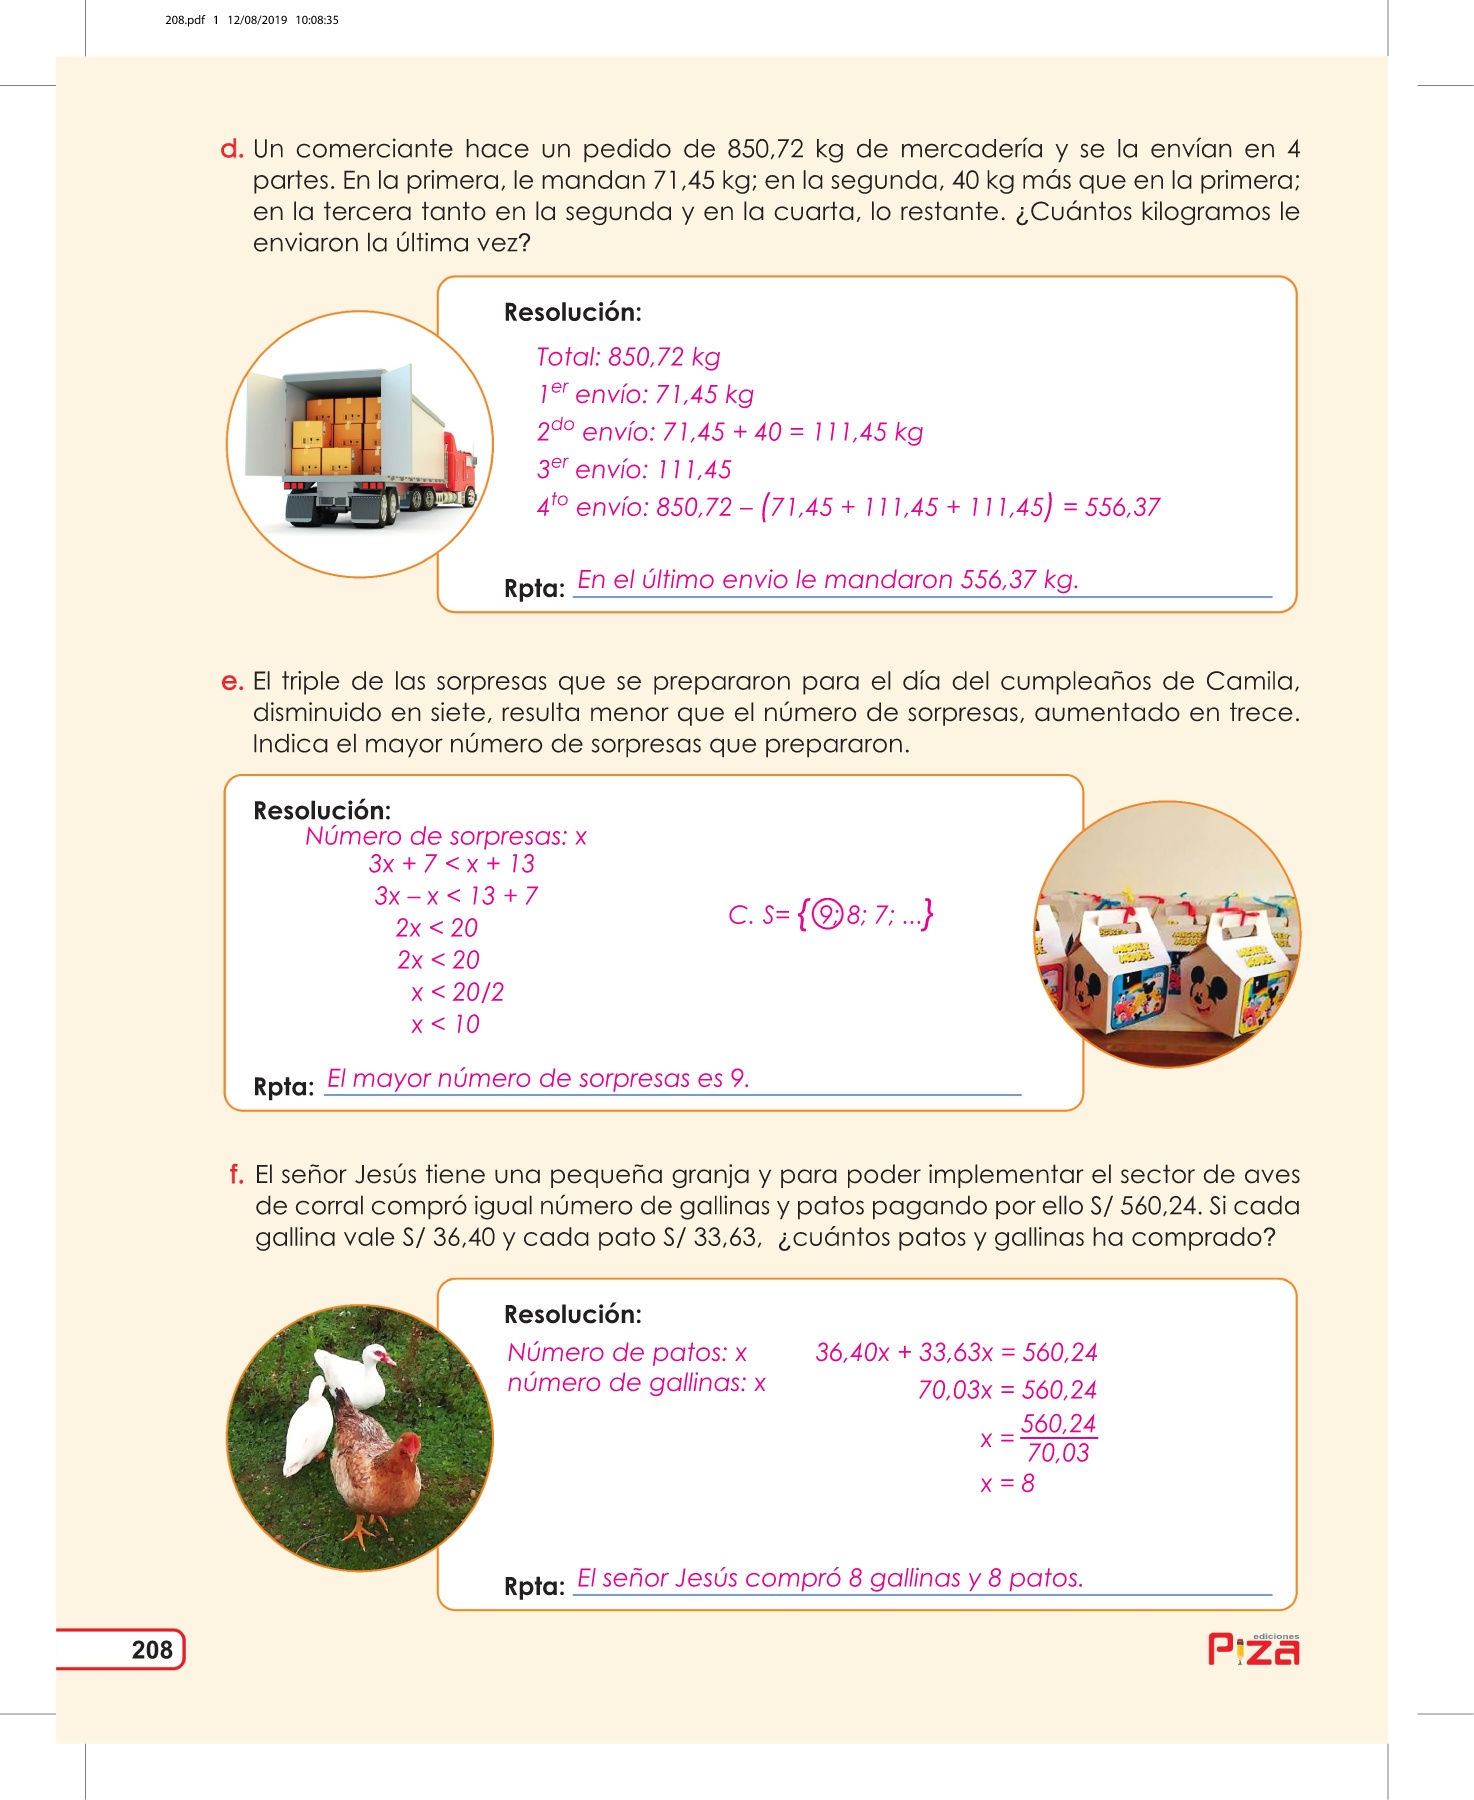 208.pdf 1 12/08/2019 10:08:35
d. Un comerciante hace un pedido de 850,72 kg de mercadería y se la envían en 4
partes. En la primera, le mandan 71,45 kg; en la segunda, 40 kg más que en la primera;
en la tercera tanto en la segunda y en la cuarta, lo restante. ¿Cuántos kilogramos le
enviaron la última vez?
Resolución:
Total: 850,72 kg
1er envío: 71,45 kg
2do envío: 71,45 + 40 = 111,45 kg
3er envío: 111,45
4to envío: 850,72 – (71,45 + 111,45 + 111,45) = 556,37
Rpta: En el último envio le mandaron 556,37 kg.
e. El triple de las sorpresas que se prepararon para el día del cumpleaños de Camila,
disminuido en siete, resulta menor que el número de sorpresas, aumentado en trece.
Indica el mayor número de sorpresas que prepararon.
Resolución:
Número de sorpresas: x
3x + 7 < x + 13
3x – x < 13 + 7
2x < 20
2x < 20
x < 20/2
x < 10
C. S= {9; 8; 7; ...}
MICKEY
MOUSE
Rpta: El mayor número de sorpresas es 9.
f. El señor Jesús tiene una pequeña granja y para poder implementar el sector de aves
de corral compró igual número de gallinas y patos pagando por ello S/ 560,24. Si cada
gallina vale S/ 36,40 y cada pato S/ 33,63, ¿cuántos patos y gallinas ha comprado?
Resolución:
Número de patos: x
número de gallinas: x
36,40x + 33,63x = 560,24
70,03x = 560,24
x = 560,24
70,03
x = 8
Rpta: El señor Jesús compró 8 gallinas y 8 patos.
208
ediciones
Piza